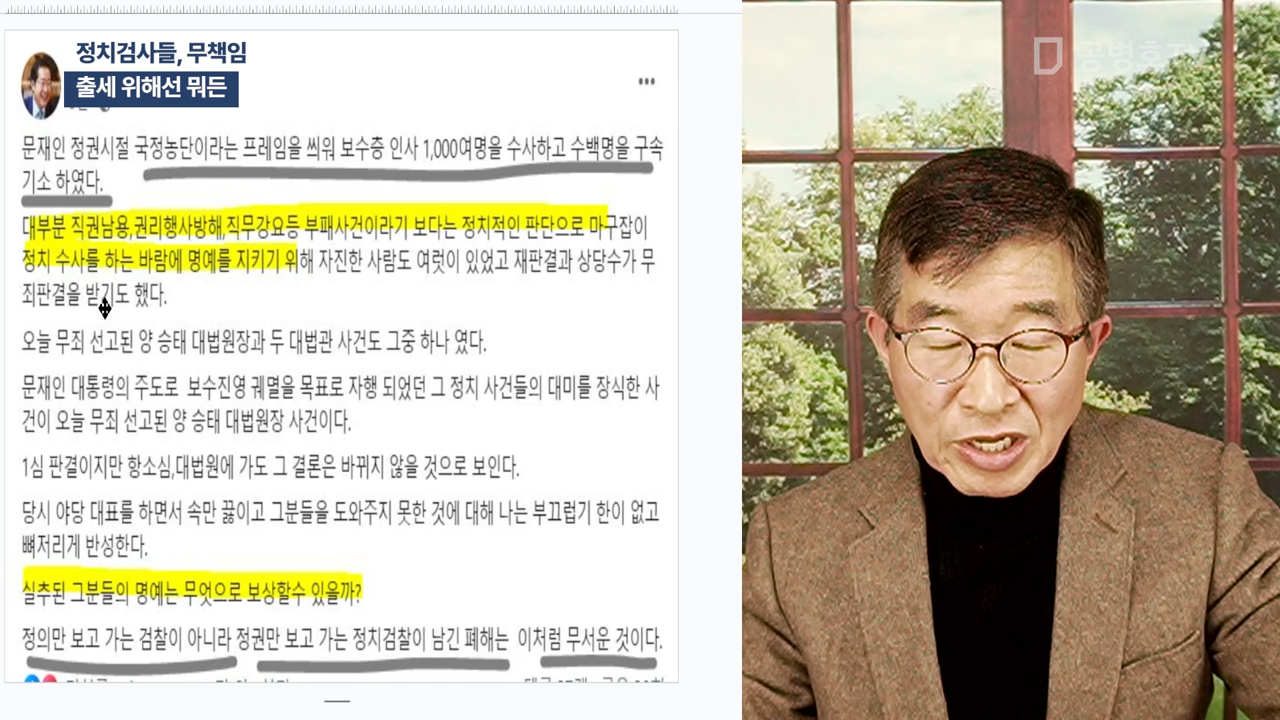 정치검사들, 무책임
출세 위해선 뭐든
공병호TV
문재인 정권시절 국정농단이라는 프레임을 씌워 보수층 인사 1,000여명을 수사하고 수백명을 구속
기소 하였다.
대부분 직권남용,권리행사방해,직무강요등 부패사건이라기 보다는 정치적인 판단으로 마구잡이
정치 수사를 하는 바람에 명예를 지키기 위해 자진한 사람도 여럿이 있었고 재판결과 상당수가 무
죄판결을 받기도 했다.
오늘 무죄 선고된 양 승태 대법원장과 두 대법관 사건도 그중 하나 였다.
문재인 대통령의 주도로 보수진영 궤멸을 목표로 자행 되었던 그 정치 사건들의 대미를 장식한 사
건이 오늘 무죄 선고된 양 승태 대법원장 사건이다.
1심 판결이지만 항소심,대법원에 가도 그 결론은 바뀌지 않을 것으로 보인다.
당시 야당 대표를 하면서 속만 끓이고 그분들을 도와주지 못한 것에 대해 나는 부끄럽기 한이 없고
뼈저리게 반성한다.
실추된 그분들의 명예는 무엇으로 보상할수 있을까?
정의만 보고 가는 검찰이 아니라 정권만 보고 가는 정치검찰이 남긴 폐해는 이처럼 무서운 것이다.